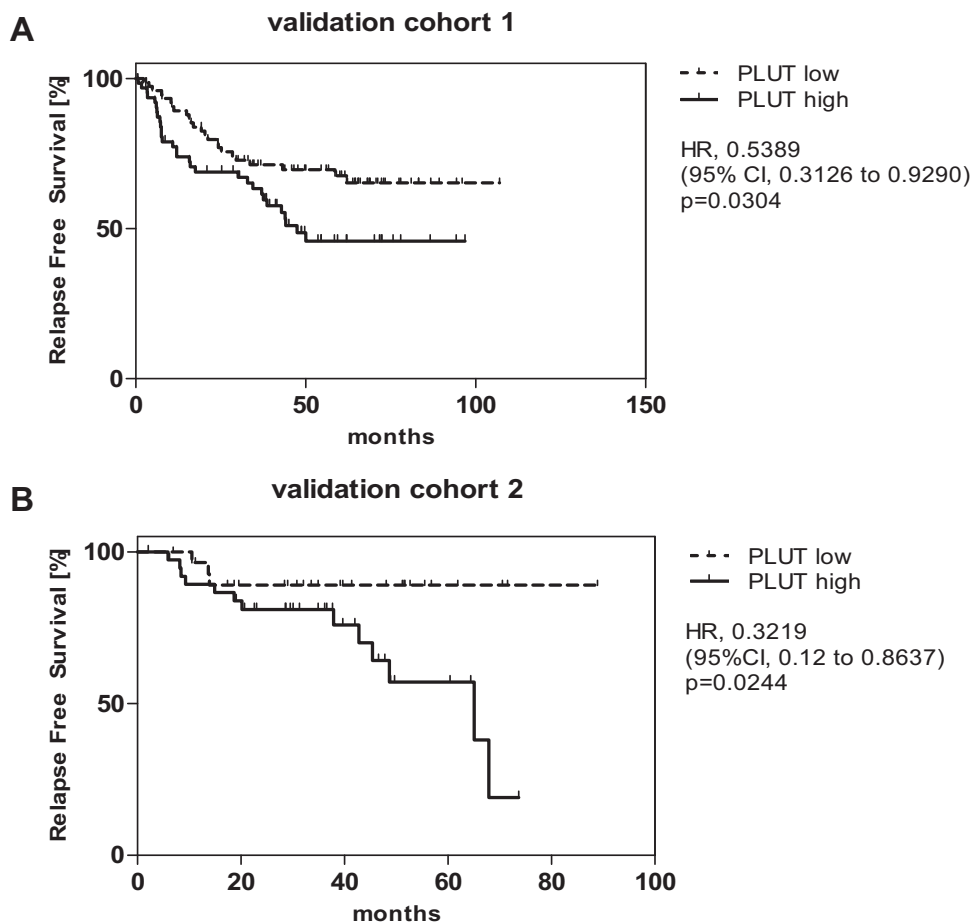 A
validation cohort 1
Relapse Free Survival [%]
100
50
0
0
50
100
150
months
PLUT low
PLUT high
HR, 0.5389
(95% CI, 0.3126 to 0.9290)
p=0.0304
B
validation cohort 2
Relapse Free Survival [%]
100
50
0
0
20
40
60
80
100
months
PLUT low
PLUT high
HR, 0.3219
(95%CI, 0.12 to 0.8637)
p=0.0244